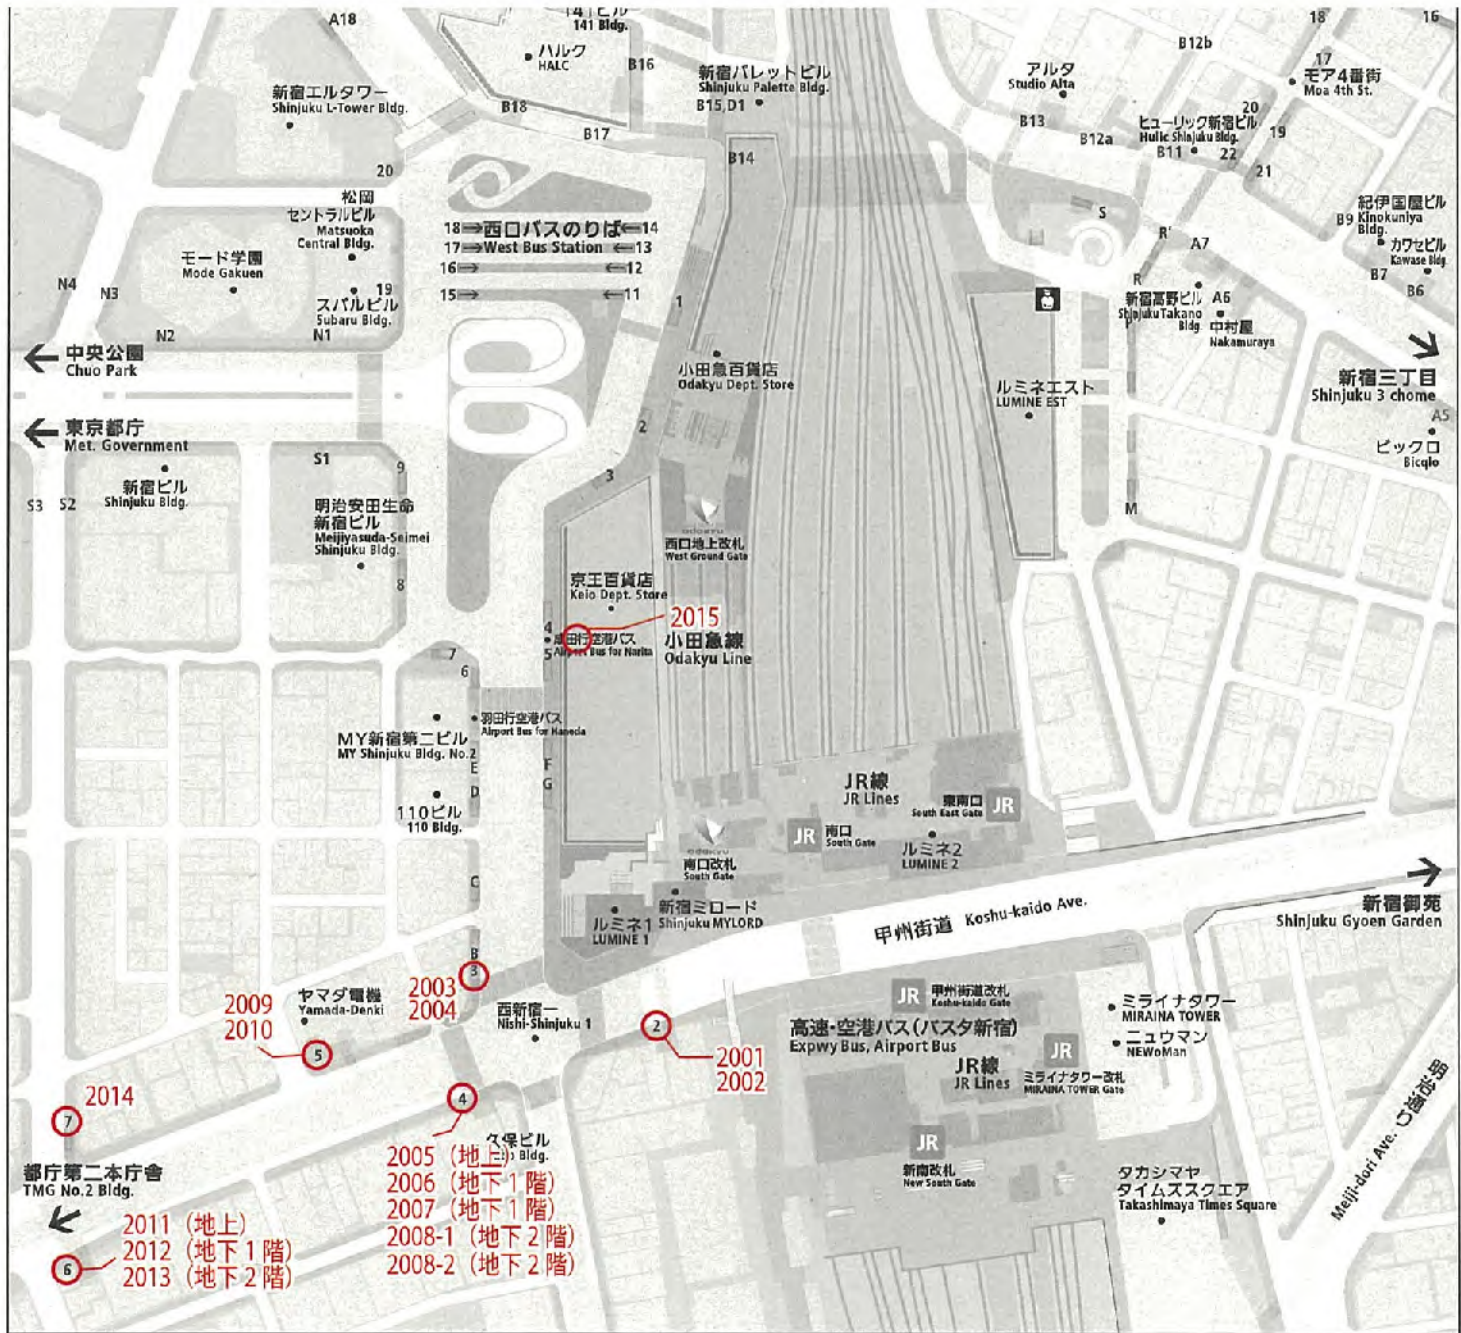 A18
141 Bldg.
ハルク
HALC
B16
B18
B17
新宿エルタワー
Shinjuku L-Tower Bldg.
新宿パレットビル
Shinjuku Palette Bldg.
B15,D1
B14
アルタ
Studio Alta
B13
B12a
B12b
18
16
17
モア4番街
Moa 4th St.
20
19
ヒューリック新宿ビル
Hulic Shinjuku Bldg.
B11
22
21
20
松岡
セントラルビル
Matsuoka
Central Bldg.
18
西口バスのりば
14
17
West Bus Station
13
16
12
15
11
S
R'
A7
紀伊国屋ビル
B9 Kinokuniya
Bldg.
カワセビル
Kawase Bldg.
B7
B6
モード学園
Mode Gakuen
N4
N3
19
スバルビル
Subaru Bldg.
N2
N1
1
R
新宿高野ビル
Shinjuku Takano
Bldg.
A6
P
中村屋
Nakamuraya
中央公園
Chuo Park
小田急百貨店
Odakyu Dept. Store
ルミネエスト
LUMINE EST
新宿三丁目
Shinjuku 3 chome
A5
東京都庁
Met. Government
2
ビックロ
Bicqlo
S1
9
3
新宿ビル
Shinjuku Bldg.
S3
S2
明治安田生命
新宿ビル
Meijiyasuda-Seimei
Shinjuku Bldg.
M
odakyu
西口地上改札
West Ground Gate
8
京王百貨店
Keio Dept. Store
2015
4
成田行空港バス
5
Airport Bus for Narita
小田急線
Odakyu Line
7
6
羽田行空港バス
Airport Bus for Haneda
MY新宿第二ビル
MY Shinjuku Bldg. No.2
E
D
F
G
110ビル
110 Bldg.
JR線
JR Lines
東南口
South East Gate
JR
JR
南口
South Gate
ルミネ2
LUMINE 2
odakyu
南口改札
South Gate
C
新宿ミロード
Shinjuku MYLORD
ルミネ1
LUMINE 1
甲州街道 Koshu-kaido Ave.
新宿御苑
Shinjuku Gyoen Garden
B
3
2003
2004
2009
2010
ヤマダ電機
Yamada-Denki
5
西新宿一
Nishi-Shinjuku 1
2
2001
2002
JR
甲州街道改札
Koshu-kaido Gate
高速・空港バス(バスタ新宿)
Expwy Bus, Airport Bus
ミライナタワー
MIRAINA TOWER
ニュウマン
NEWoMan
JR線
JR Lines
JR
ミライナタワー改札
MIRAINA TOWER Gate
明治通り
Meiji-dori Ave.
2014
7
4
久保ビル
Bldg.
2005 (地上)
2006 (地下1階)
2007 (地下1階)
2008-1 (地下2階)
2008-2 (地下2階)
JR
新南改札
New South Gate
タカシマヤ
タイムズスクエア
Takashimaya Times Square
都庁第二本庁舎
TMG No.2 Bldg.
2011 (地上)
2012 (地下1階)
2013 (地下2階)
6